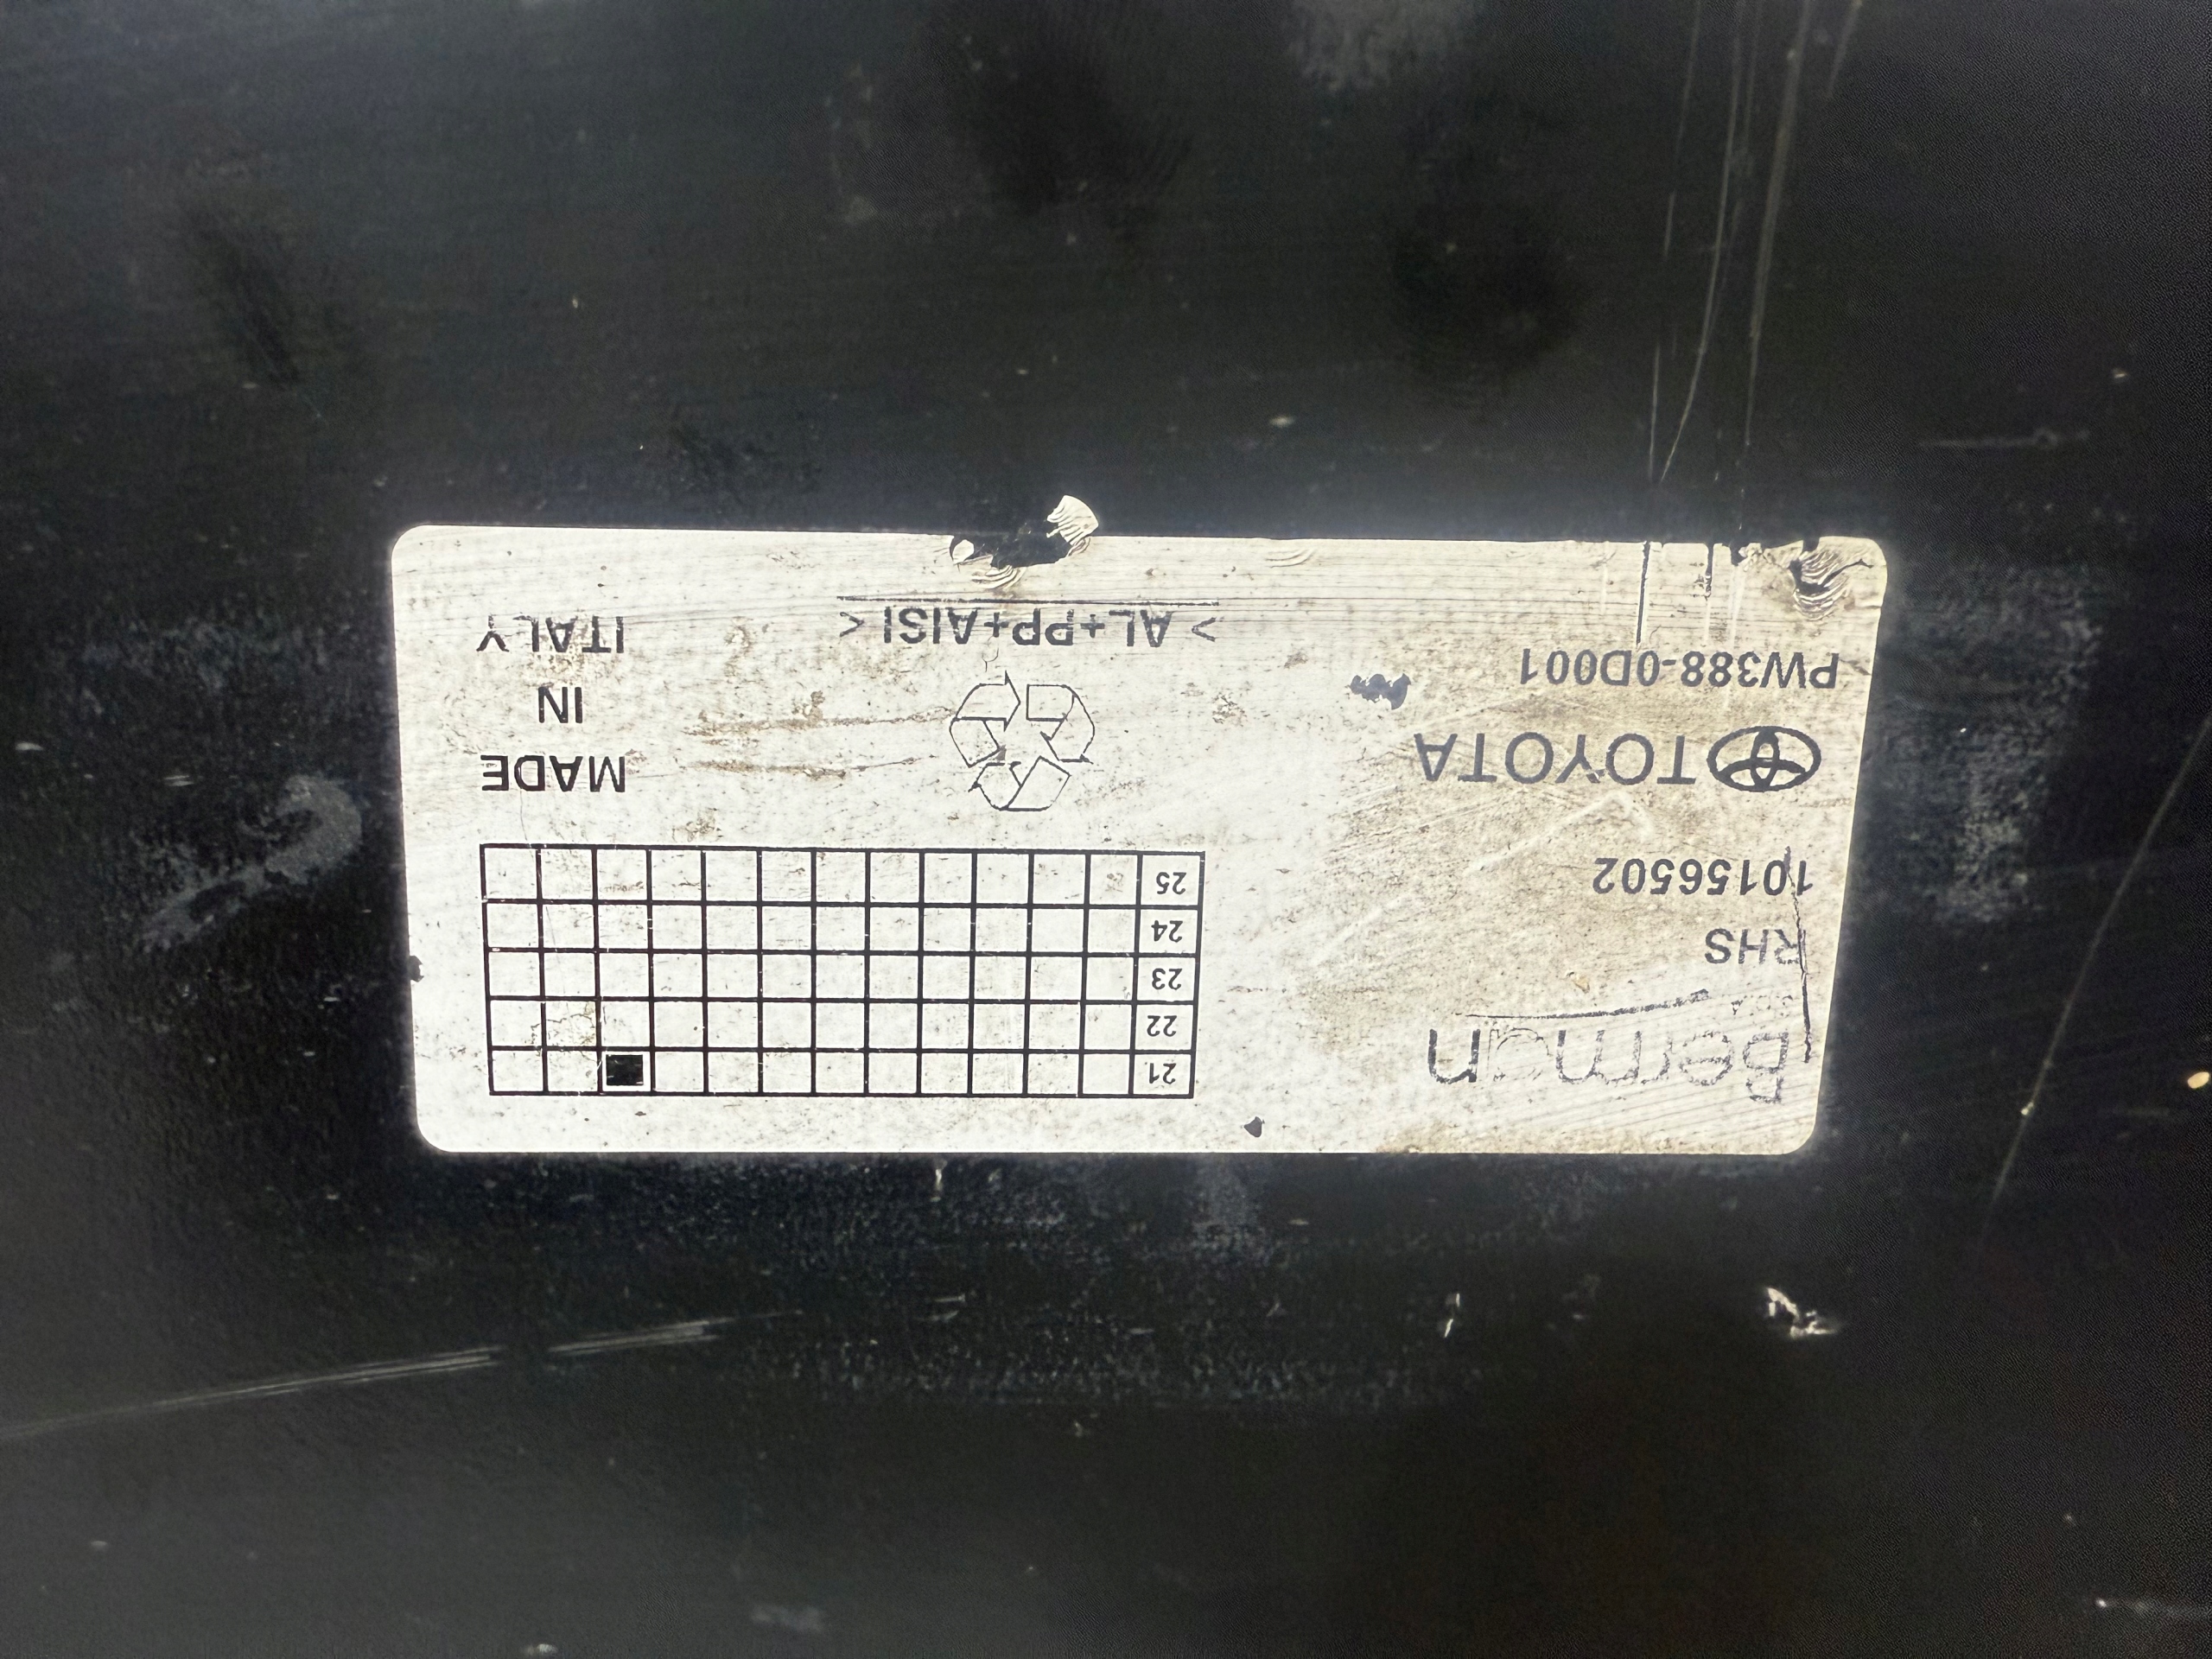 Berman
RHS
10156502
TOYOTA
PW388-0D001
21
22
23
24
25
MADE
IN
ITALY
> AL+PP+AISI <